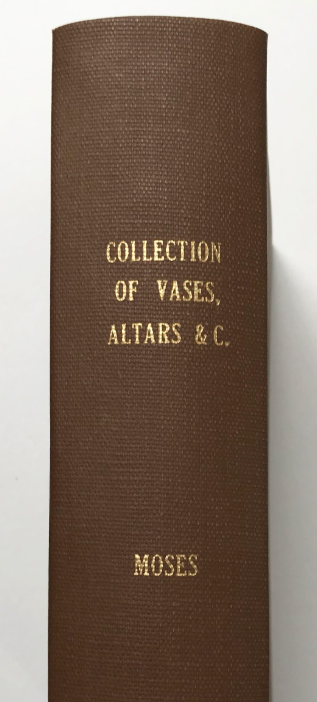 COLLECTION
OF VASES,
ALTARS & C.
MOSES